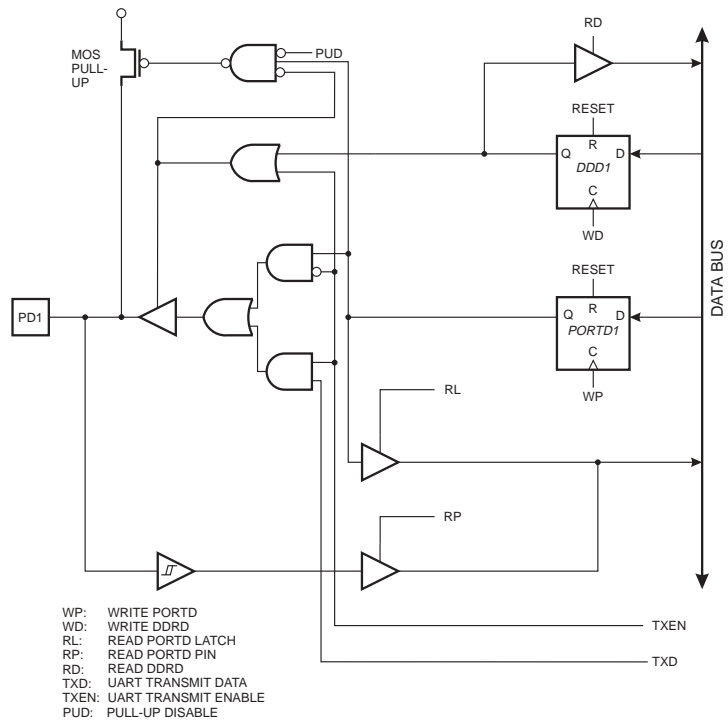 MOS
PULL-
UP
PUD
RD
RESET
R
Q
D
DDD1
C
WD
DATA BUS
RESET
R
Q
D
PORTD1
C
WP
PD1
RL
RP
TXEN
TXD
WP: WRITE PORTD
WD: WRITE DDRD
RL: READ PORTD LATCH
RP: READ PORTD PIN
RD: READ DDRD
TXD: UART TRANSMIT DATA
TXEN: UART TRANSMIT ENABLE
PUD: PULL-UP DISABLE